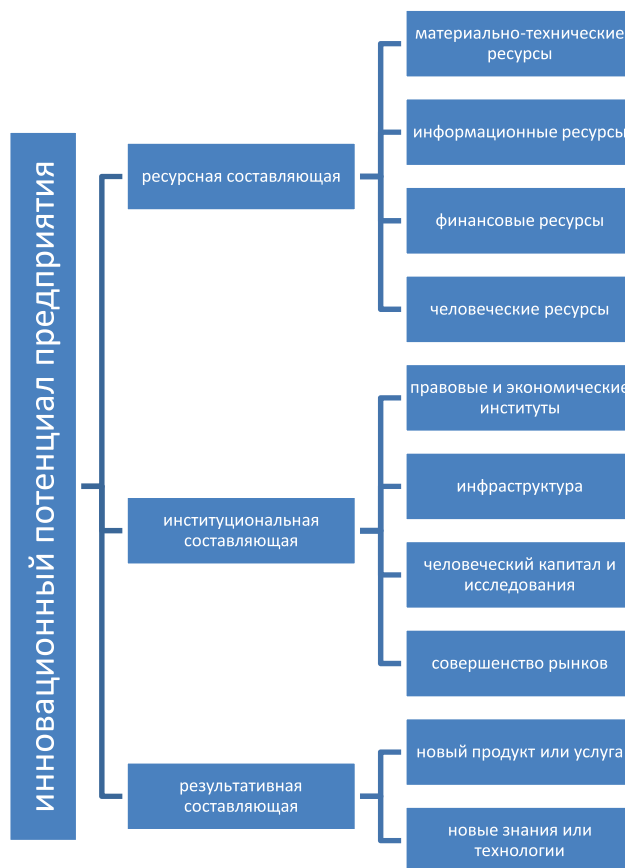 инновационный потенциал предприятия
ресурсная составляющая
материально-технические
ресурсы
информационные ресурсы
финансовые ресурсы
человеческие ресурсы
институциональная
составляющая
правовые и экономические
институты
инфраструктура
человеческий капитал и
исследования
совершенство рынков
результативная
составляющая
новый продукт или услуга
новые знания или
технологии